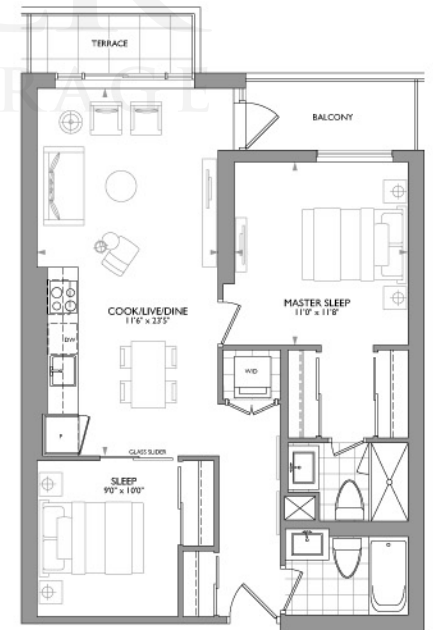 TERRACE
RAGE
BALCONY
MASTER SLEEP
11'0" x 11'8"
COOK/LIVE/DINE
11'6" x 23'5"
DW
W/D
F
GLASS SLIDER
SLEEP
9'0" x 10'0"